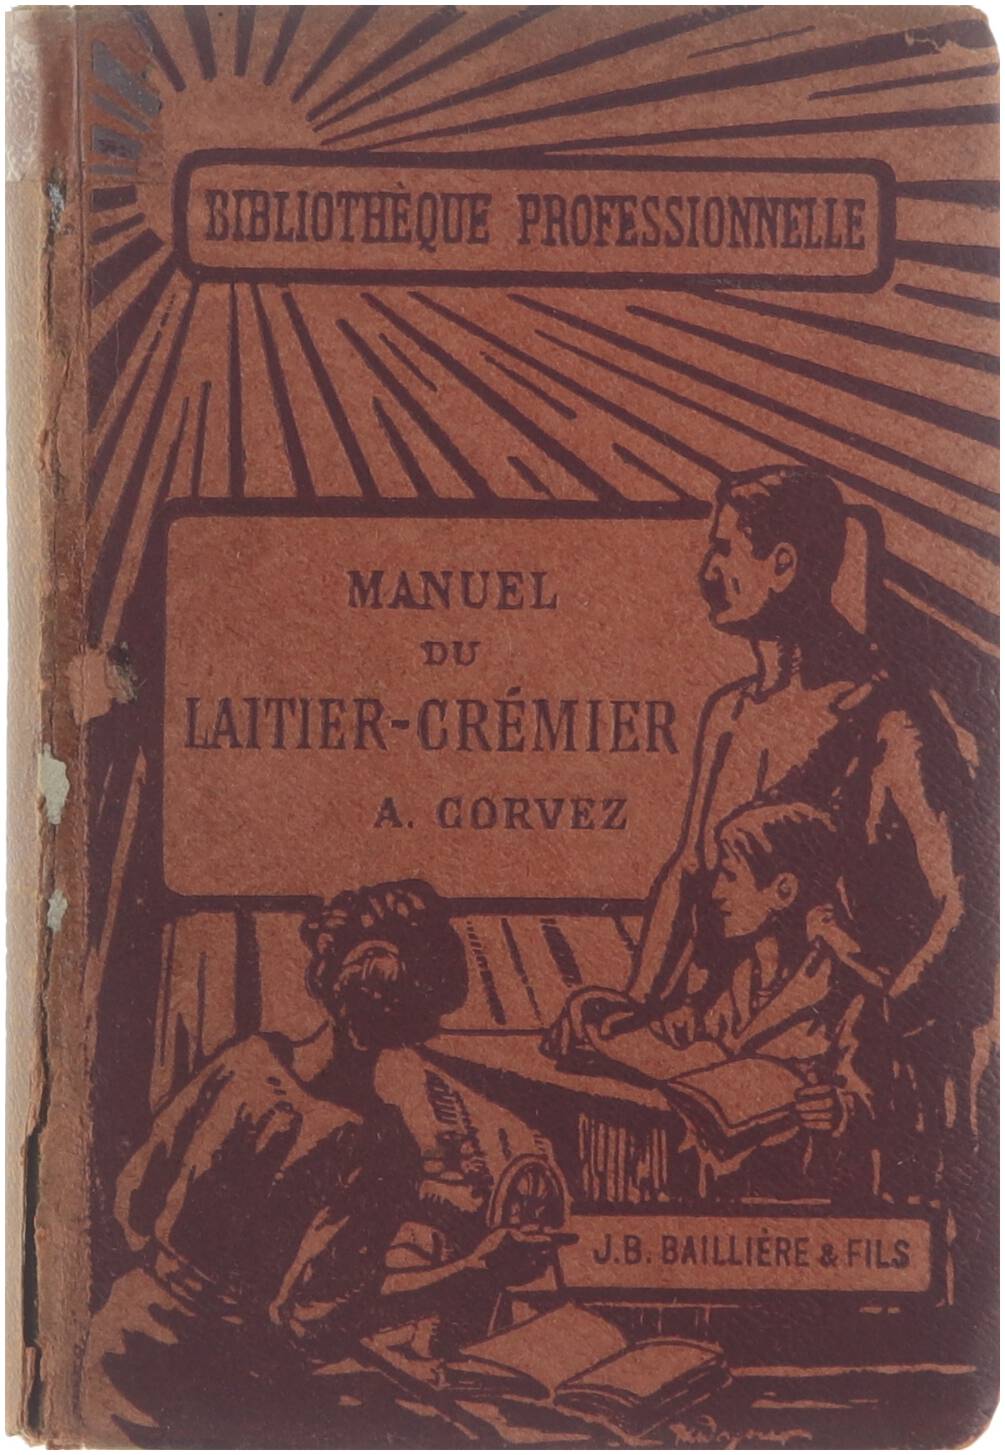 BIBLIOTHÈQUE PROFESSIONNELLE
MANUEL
DU
LAITIER-CRÉMIER
A. CORVEZ
J.B. BAILLIÈRE & FILS